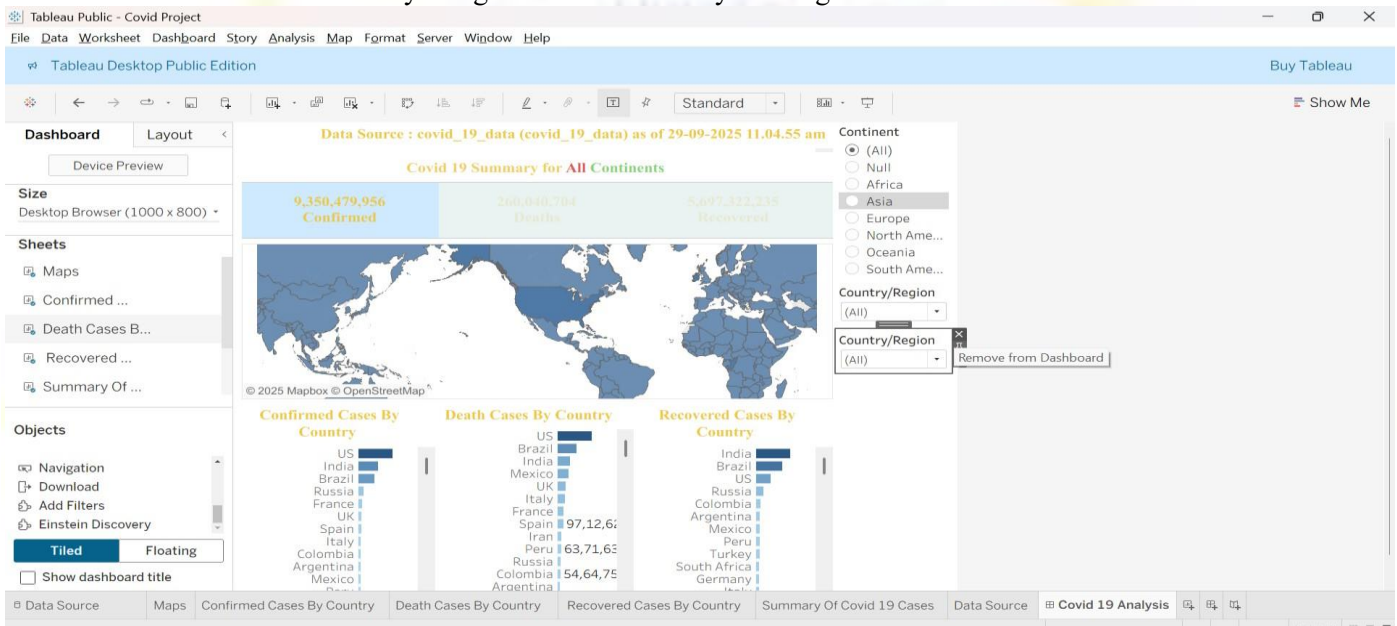 Tableau Public - Covid Project
File Data Worksheet Dashboard Story Analysis Map Format Server Window Help
Tableau Desktop Public Edition
Buy Tableau
Standard
Show Me
Dashboard Layout
Device Preview
Size
Desktop Browser (1000 x 800)
Sheets
Maps
Confirmed ...
Death Cases B...
Recovered ...
Summary Of ...
Objects
Navigation
Download
Add Filters
Einstein Discovery
Tiled Floating
Show dashboard title
Data Source : covid_19_data (covid_19_data) as of 29-09-2025 11.04.55 am
Covid 19 Summary for All Continents
9,350,479,956
Confirmed
Deaths
Recovered
© 2025 Mapbox © OpenStreetMap
Confirmed Cases By
Country
US
India
Brazil
Russia
France
UK
Spain
Italy
Colombia
Argentina
Mexico
Death Cases By Country
US
Brazil
India
Mexico
UK
Italy
France
Spain 97,12,62
Iran
Peru 63,71,63
Russia
Colombia 54,64,75
Argentina
Recovered Cases By
Country
India
Brazil
US
Russia
Colombia
Argentina
Mexico
Peru
Turkey
South Africa
Germany
Continent
(All)
Null
Africa
Asia
Europe
North Ame...
Oceania
South Ame...
Country/Region
(All)
Country/Region
(All)
Remove from Dashboard
Data Source Maps Confirmed Cases By Country Death Cases By Country Recovered Cases By Country Summary Of Covid 19 Cases Data Source Covid 19 Analysis